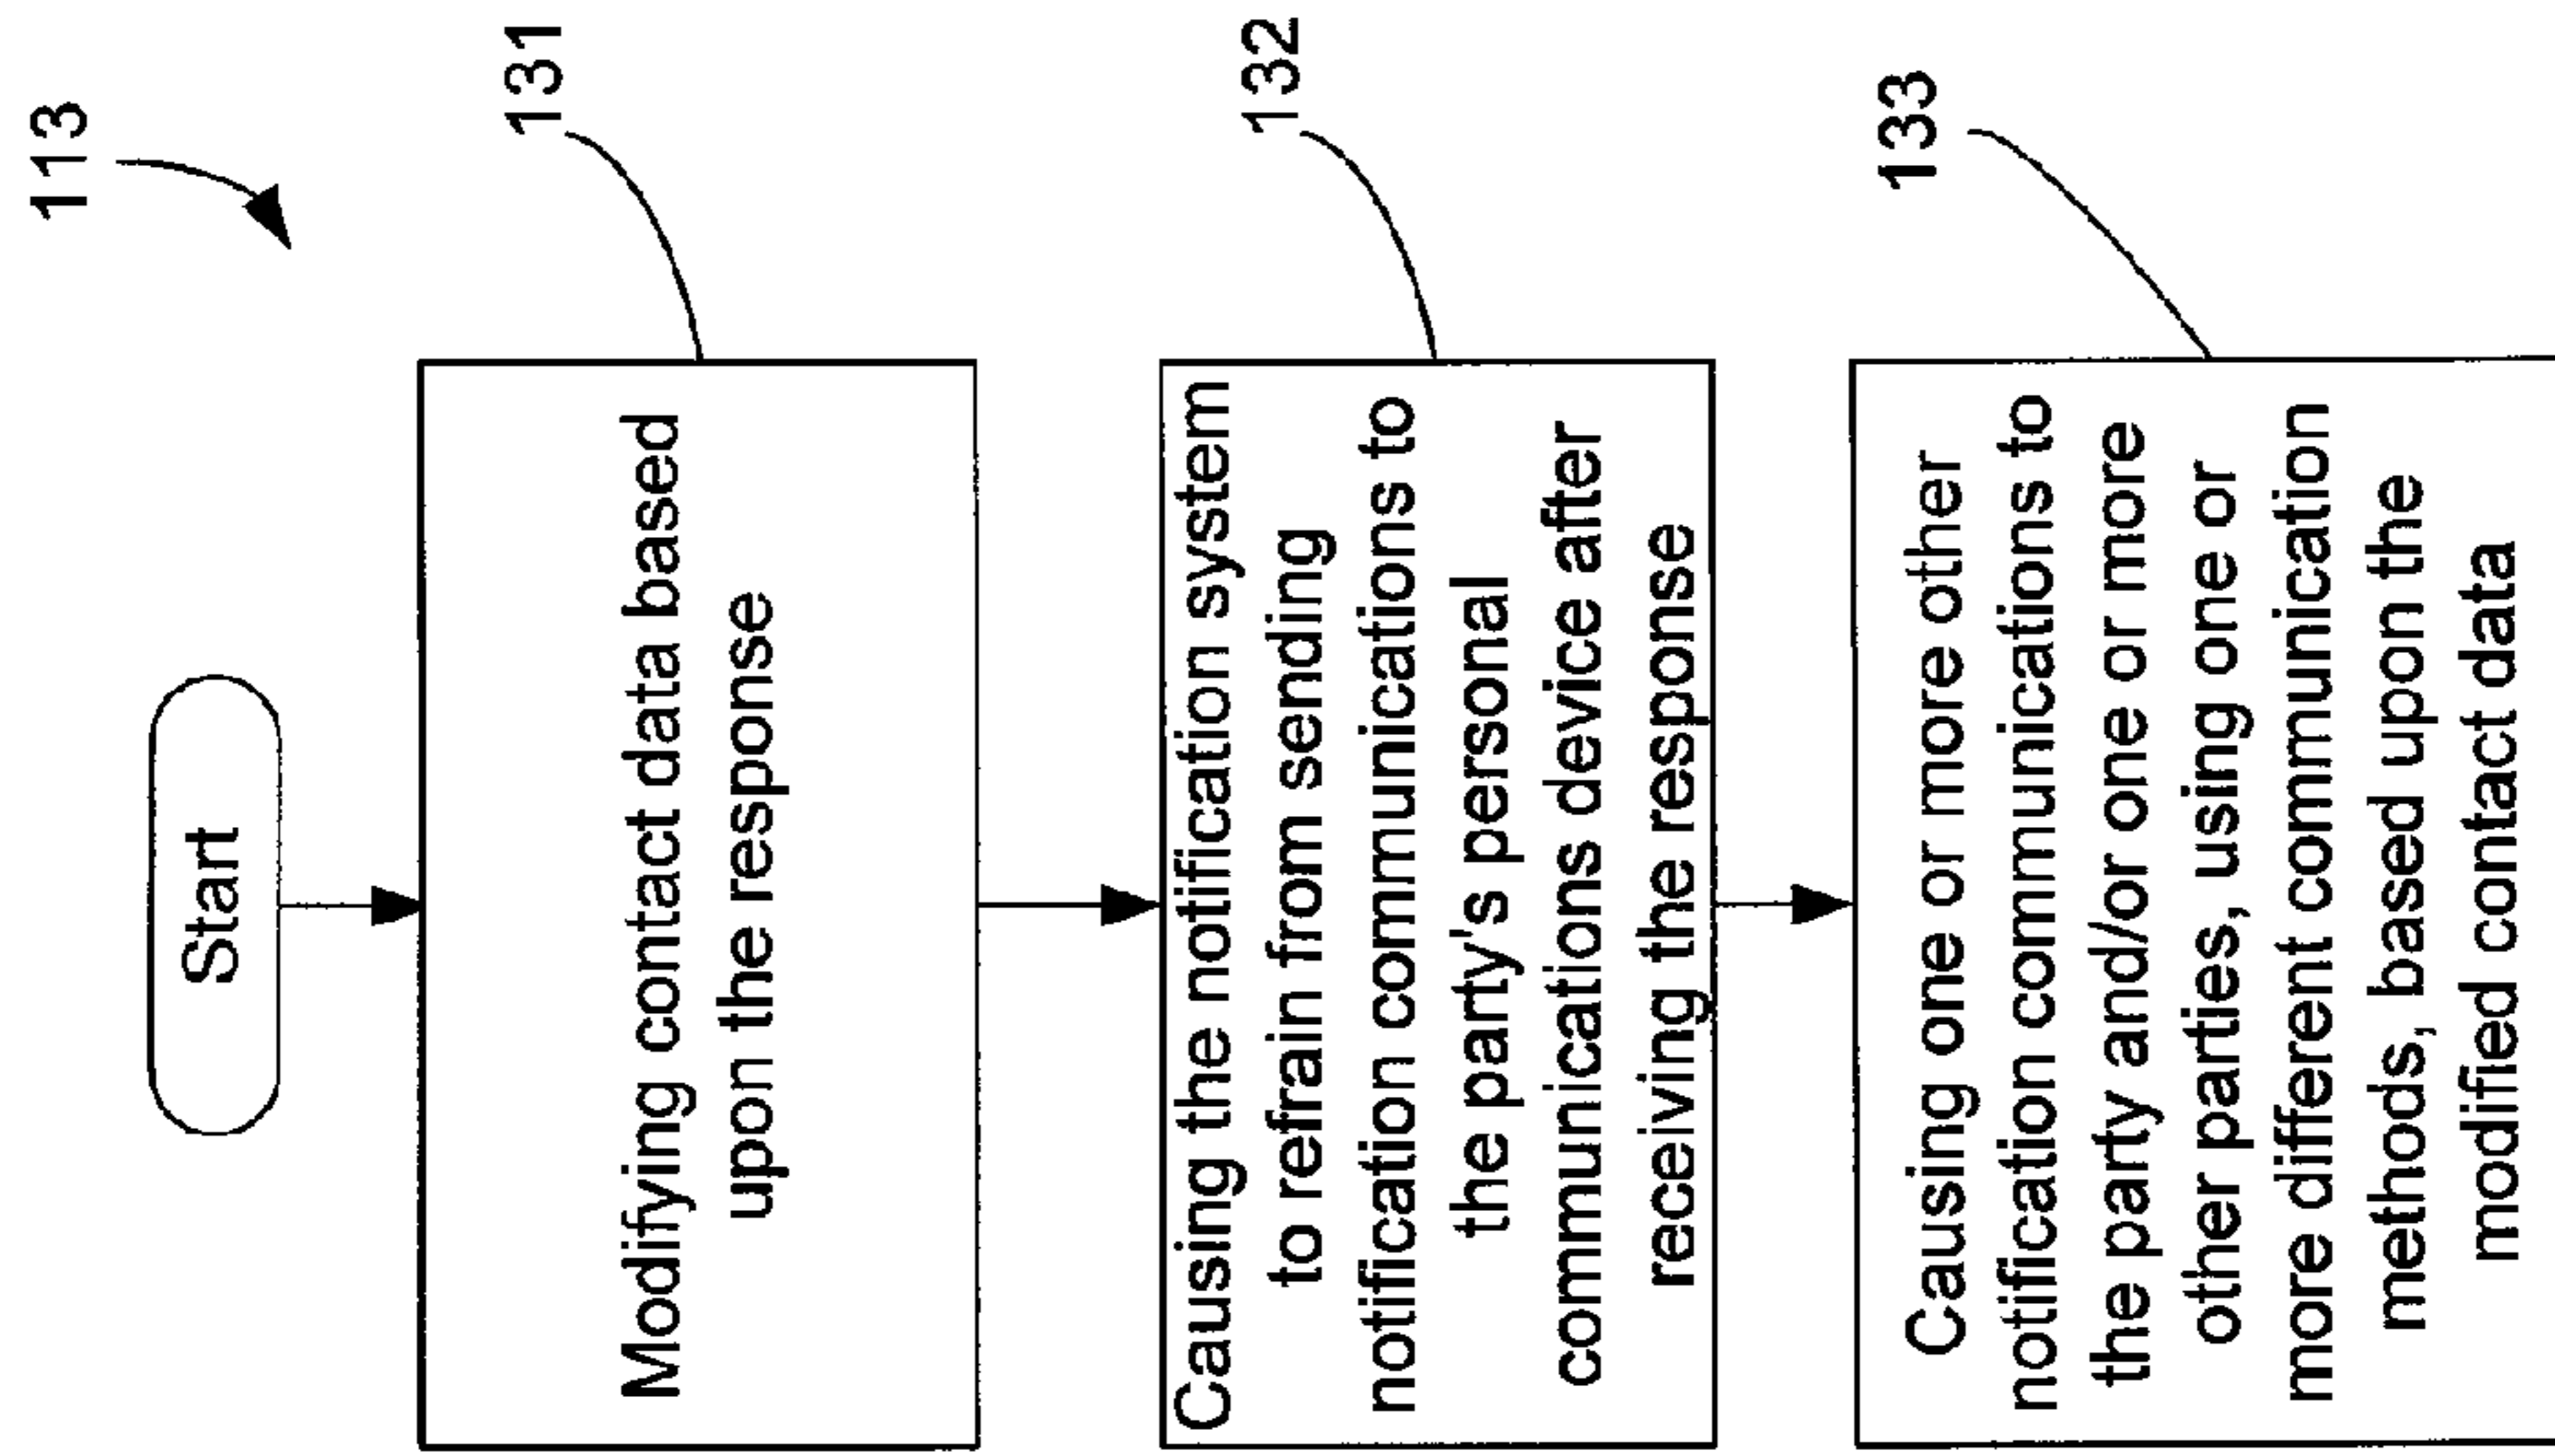 113
Start
Modifying contact data based
upon the response
131
Causing the notification system
to refrain from sending
notification communications to
the party's personal
communications device after
receiving the response
132
Causing one or more other
notification communications to
the party and/or one or more
other parties, using one or
more different communication
methods, based upon the
modified contact data
133